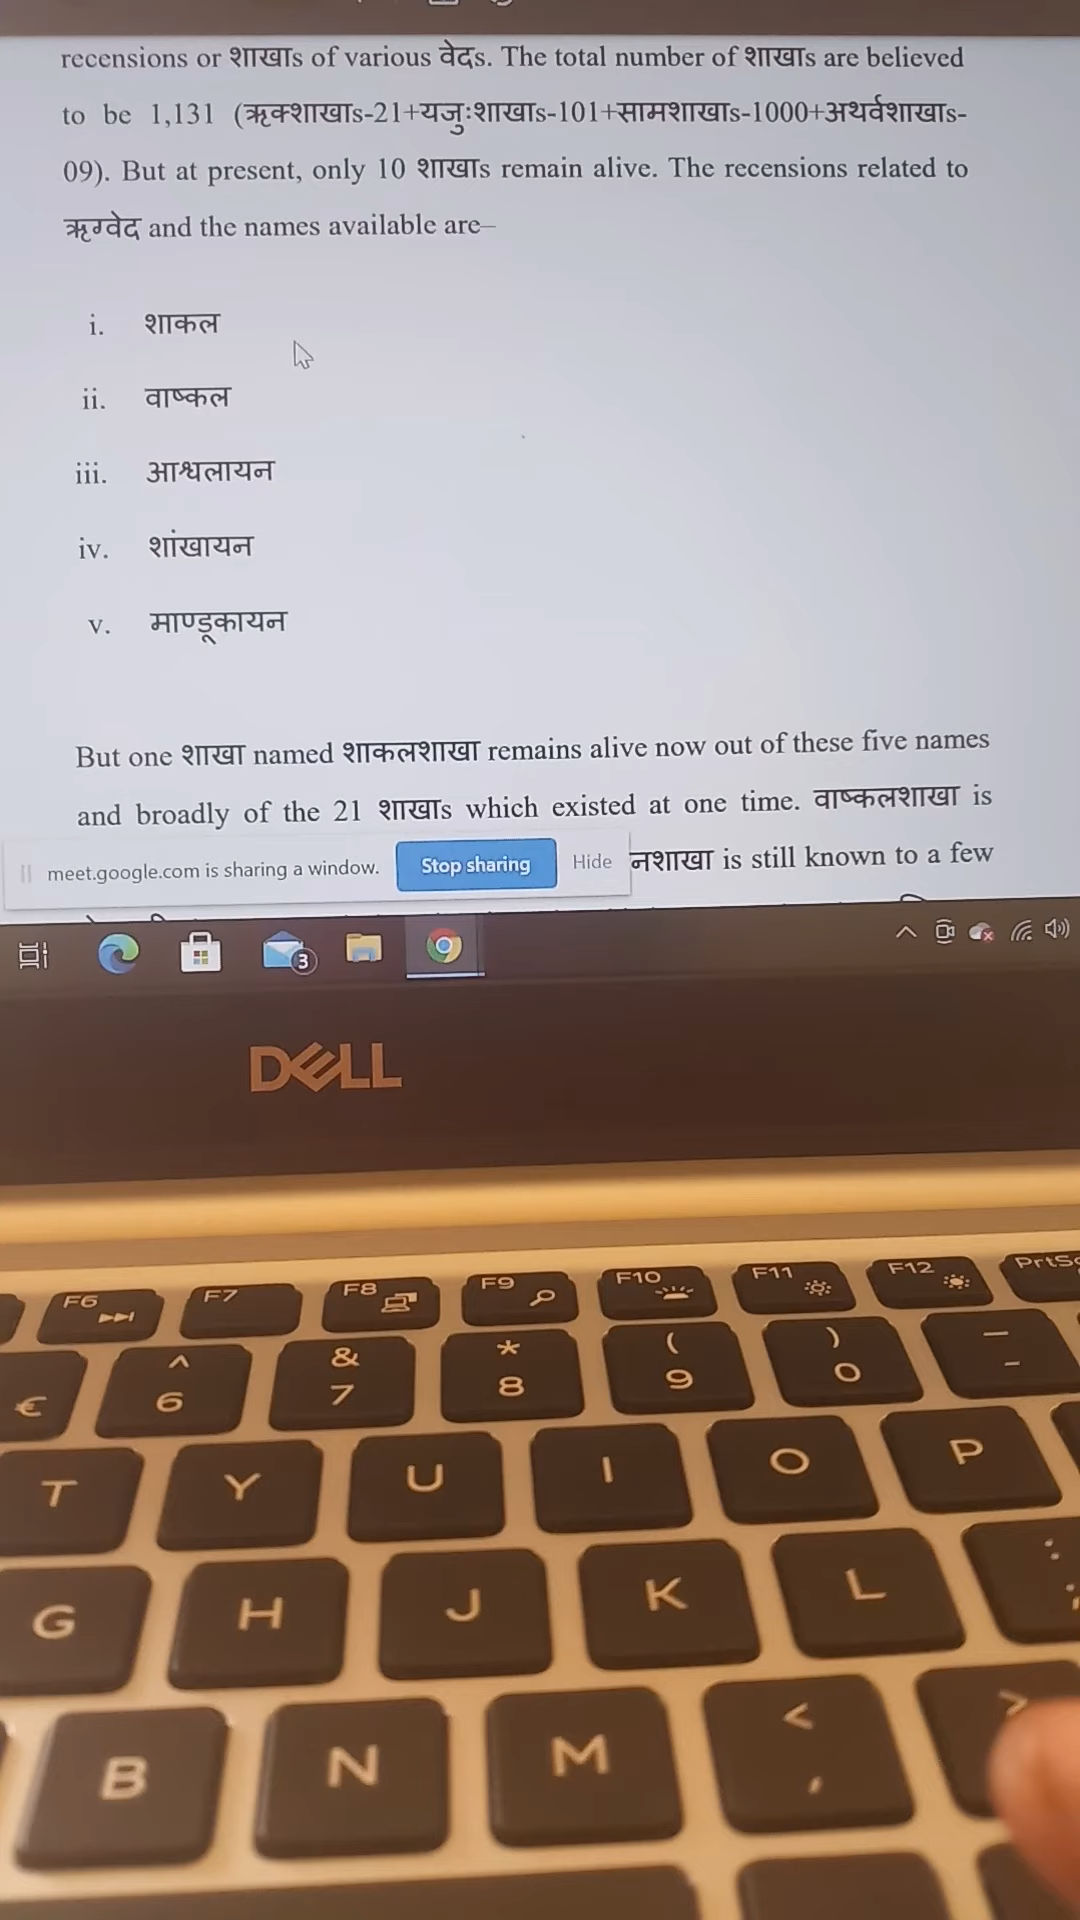 recensions or शाखाs of various वेदs. The total number of शाखाs are believed
to be 1,131 (ऋक्शाखाs-21+यजुःशाखाs-101+सामशाखाs-1000+अथर्वशाखाs-
09). But at present, only 10 शाखाs remain alive. The recensions related to
ऋग्वेद and the names available are–
i. शाकल
ii. वाष्कल
iii. आश्वलायन
iv. शांखायन
v. माण्डूकायन
But one शाखा named शाकलशाखा remains alive now out of these five names
and broadly of the 21 शाखाs which existed at one time. वाष्कलशाखा is
meet.google.com is sharing a window. Stop sharing Hide नशाखा is still known to a few
3
DELL
F6 F7 F8 F9 F10 F11 F12
€ ^ 6 & 7 * 8 ( 9 ) 0 — -
T Y U I O P
G H J K L : ;
B N M < , >